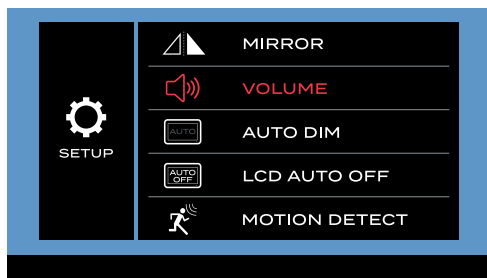 MIRROR
VOLUME
AUTO
AUTO DIM
SETUP
AUTO
OFF
LCD AUTO OFF
MOTION DETECT